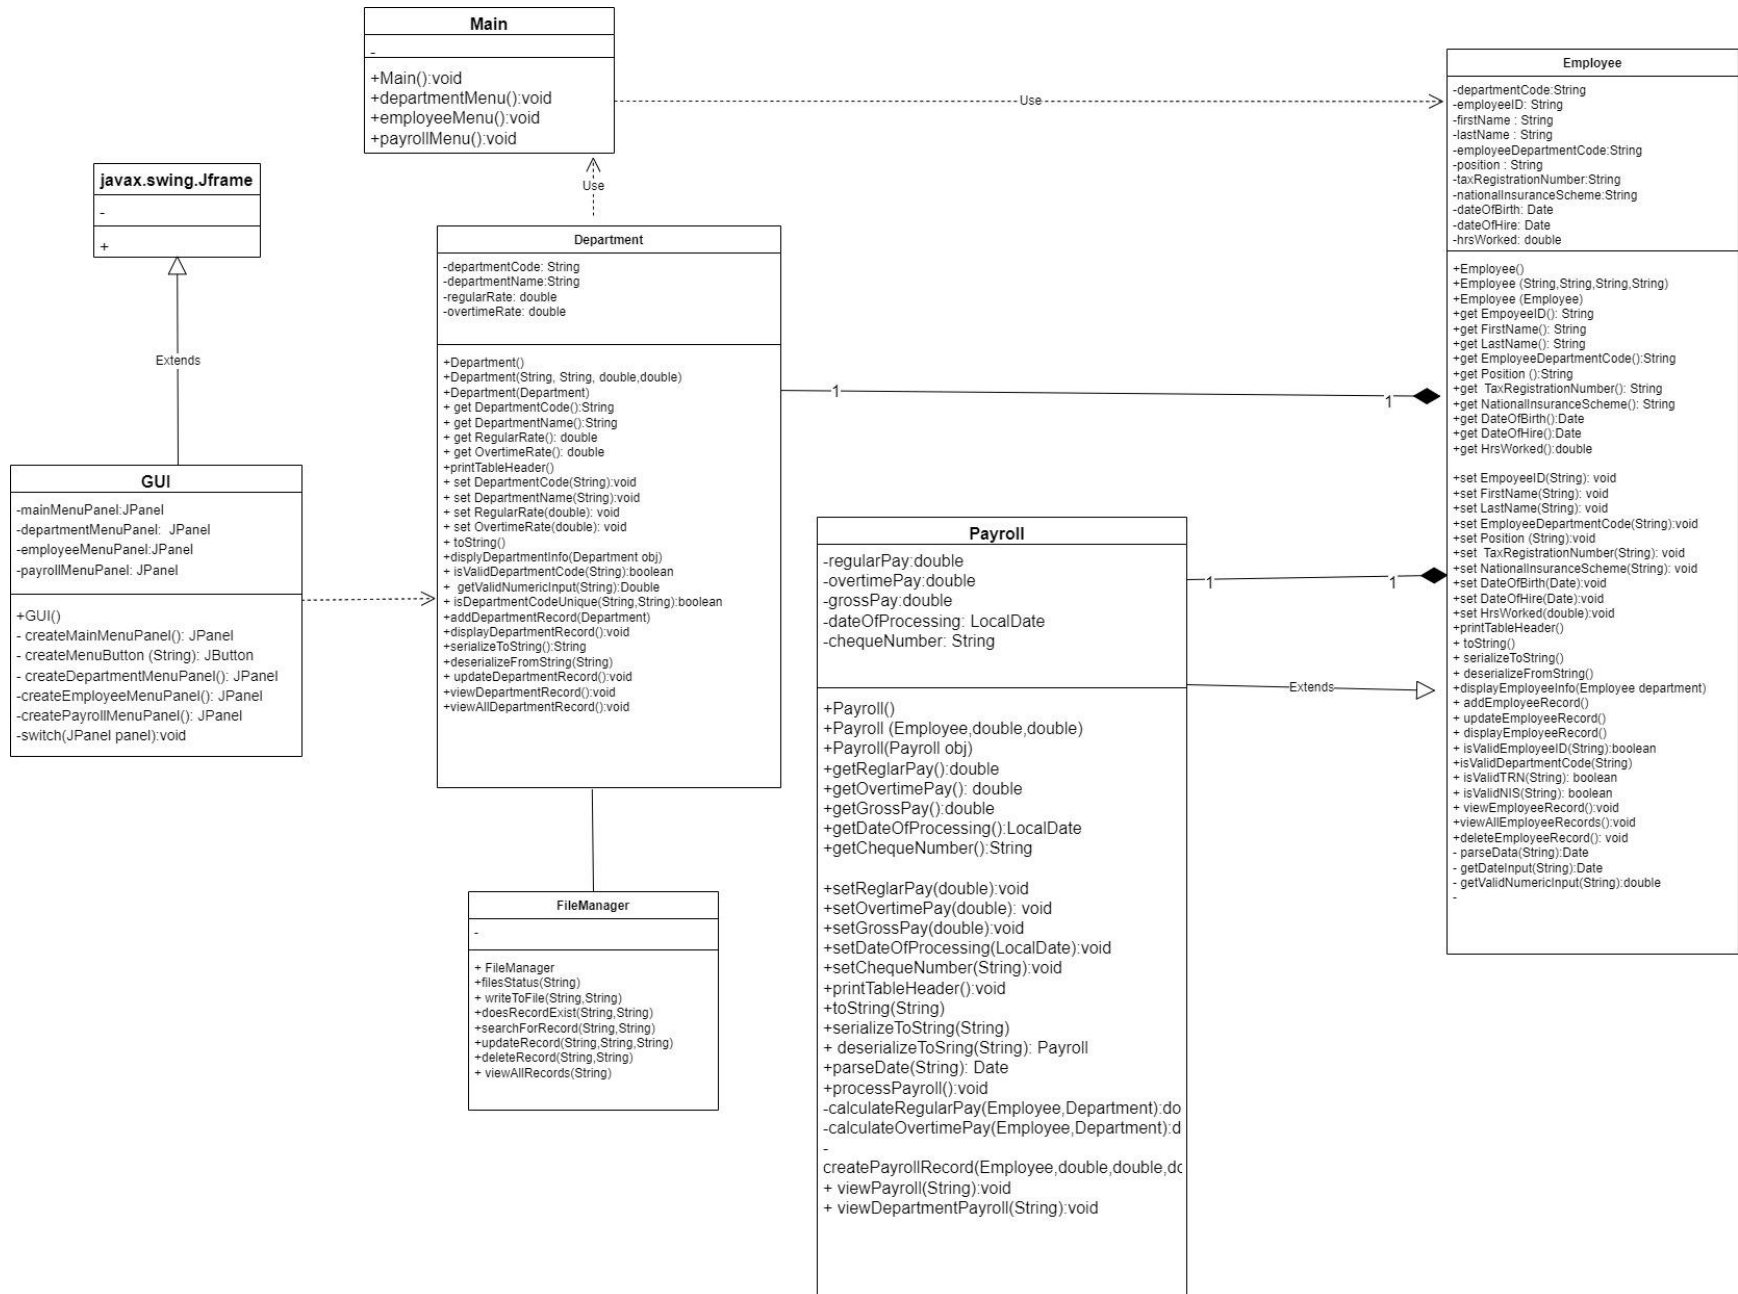 Main
-
+Main():void
+departmentMenu():void
+employeeMenu():void
+payrollMenu():void
Use
Use
javax.swing.Jframe
-
+
Extends
GUI
-mainMenuPanel:JPanel
-departmentMenuPanel: JPanel
-employeeMenuPanel:JPanel
-payrollMenuPanel: JPanel
+GUI()
- createMainMenuPanel(): JPanel
- createMenuButton (String): JButton
- createDepartmentMenuPanel(): JPanel
-createEmployeeMenuPanel(): JPanel
-createPayrollMenuPanel(): JPanel
-switch(JPanel panel):void
Department
-departmentCode: String
-departmentName:String
-regularRate: double
-overtimeRate: double
+Department()
+Department(String, String, double,double)
+Department(Department)
+ get DepartmentCode():String
+ get DepartmentName():String
+ get RegularRate(): double
+ get OvertimeRate(): double
+printTableHeader()
+ set DepartmentCode(String):void
+ set DepartmentName(String):void
+ set RegularRate(double): void
+ set OvertimeRate(double): void
+ toString()
+displyDepartmentInfo(Department obj)
+ isValidDepartmentCode(String):boolean
+ getValidNumericInput(String):Double
+ isDepartmentCodeUnique(String,String):boolean
+addDepartmentRecord(Department)
+displayDepartmentRecord():void
+serializeToString():String
+deserializeFromString(String)
+ updateDepartmentRecord():void
+viewDepartmentRecord():void
+viewAllDepartmentRecord():void
FileManager
-
+ FileManager
+filesStatus(String)
+ writeToFile(String,String)
+doesRecordExist(String,String)
+searchForRecord(String,String)
+updateRecord(String,String,String)
+deleteRecord(String,String)
+ viewAllRecords(String)
1
1
Payroll
-regularPay:double
-overtimePay:double
-grossPay:double
-dateOfProcessing: LocalDate
-chequeNumber: String
+Payroll()
+Payroll (Employee,double,double)
+Payroll(Payroll obj)
+getReglarPay():double
+getOvertimePay(): double
+getGrossPay():double
+getDateOfProcessing():LocalDate
+getChequeNumber():String
+setReglarPay(double):void
+setOvertimePay(double): void
+setGrossPay(double):void
+setDateOfProcessing(LocalDate):void
+setChequeNumber(String):void
+printTableHeader():void
+toString(String)
+serializeToString(String)
+ deserializeToSring(String): Payroll
+parseDate(String): Date
+processPayroll():void
-calculateRegularPay(Employee,Department):do
-calculateOvertimePay(Employee,Department):d
-
createPayrollRecord(Employee,double,double,dc
+ viewPayroll(String):void
+ viewDepartmentPayroll(String):void
1
1
Extends
Employee
-departmentCode:String
-employeeID: String
-firstName : String
-lastName : String
-employeeDepartmentCode:String
-position : String
-taxRegistrationNumber:String
-nationalInsuranceScheme:String
-dateOfBirth: Date
-dateOfHire: Date
-hrsWorked: double
+Employee()
+Employee (String,String,String,String)
+Employee (Employee)
+get EmpoyeeID(): String
+get FirstName(): String
+get LastName(): String
+get EmployeeDepartmentCode():String
+get Position ():String
+get TaxRegistrationNumber(): String
+get NationalInsuranceScheme(): String
+get DateOfBirth():Date
+get DateOfHire():Date
+get HrsWorked():double
+set EmpoyeeID(String): void
+set FirstName(String): void
+set LastName(String): void
+set EmployeeDepartmentCode(String):void
+set Position (String):void
+set TaxRegistrationNumber(String): void
+set NationalInsuranceScheme(String): void
+set DateOfBirth(Date):void
+set DateOfHire(Date):void
+set HrsWorked(double):void
+printTableHeader()
+ toString()
+ serializeToString()
+ deserializeFromString()
+displayEmployeeInfo(Employee department)
+ addEmployeeRecord()
+ updateEmployeeRecord()
+ displayEmployeeRecord()
+ isValidEmployeeID(String):boolean
+isValidDepartmentCode(String)
+ isValidTRN(String): boolean
+ isValidNIS(String): boolean
+ viewEmployeeRecord():void
+viewAllEmployeeRecords():void
+deleteEmployeeRecord(): void
- parseData(String):Date
- getDateInput(String):Date
- getValidNumericInput(String):double
-